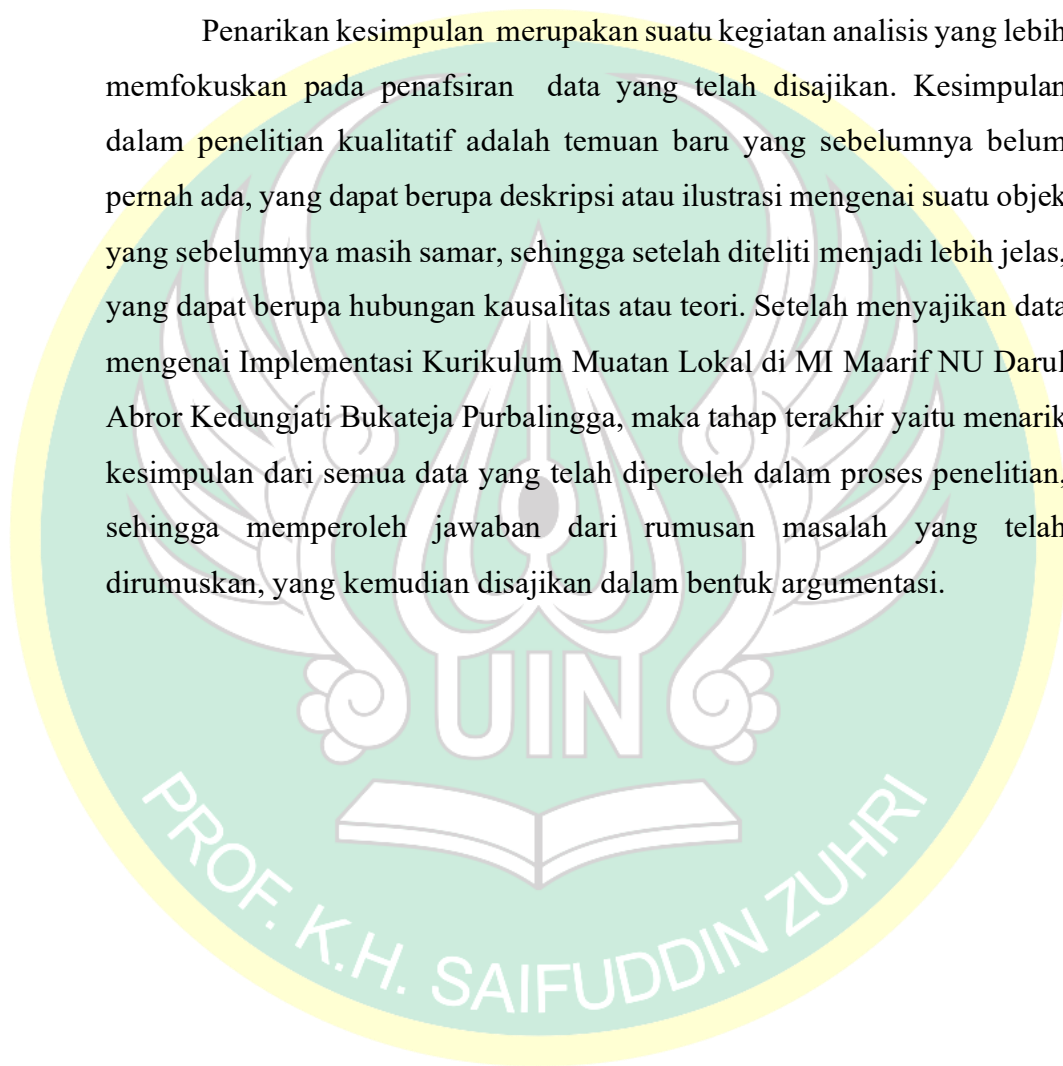 Penarikan kesimpulan merupakan suatu kegiatan analisis yang lebih
memfokuskan pada penafsiran data yang telah disajikan. Kesimpulan
dalam penelitian kualitatif adalah temuan baru yang sebelumnya belum
pernah ada, yang dapat berupa deskripsi atau ilustrasi mengenai suatu objek
yang sebelumnya masih samar, sehingga setelah diteliti menjadi lebih jelas,
yang dapat berupa hubungan kausalitas atau teori. Setelah menyajikan data
mengenai Implementasi Kurikulum Muatan Lokal di MI Maarif NU Darul
Abror Kedungjati Bukateja Purbalingga, maka tahap terakhir yaitu menarik
kesimpulan dari semua data yang telah diperoleh dalam proses penelitian,
sehingga memperoleh jawaban dari rumusan masalah yang telah
dirumuskan, yang kemudian disajikan dalam bentuk argumentasi.
UIN
PROF. K.H. SAIFUDDIN ZUHRI